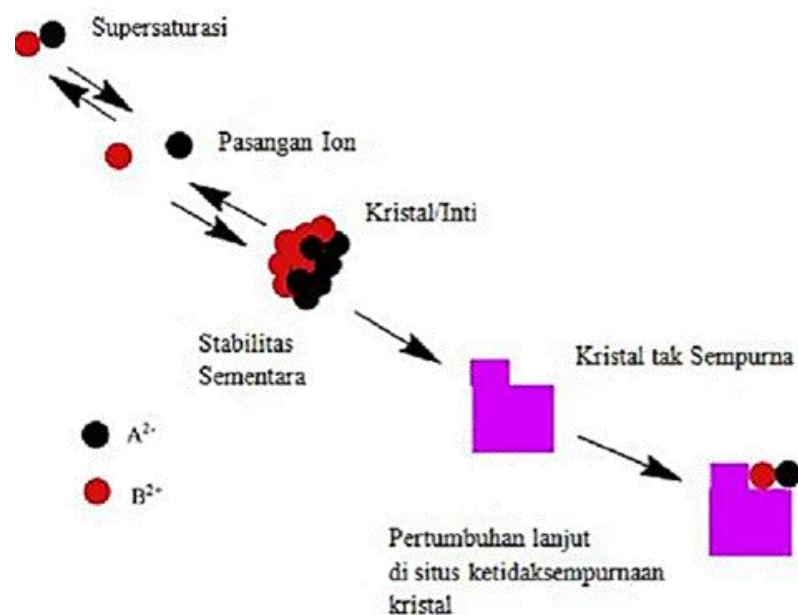 Supersaturasi
Pasangan Ion
Kristal/Inti
Stabilitas
Sementara
Kristal tak Sempurna
A²⁺
B²⁺
Pertumbuhan lanjut
di situs ketidaksempurnaan
kristal